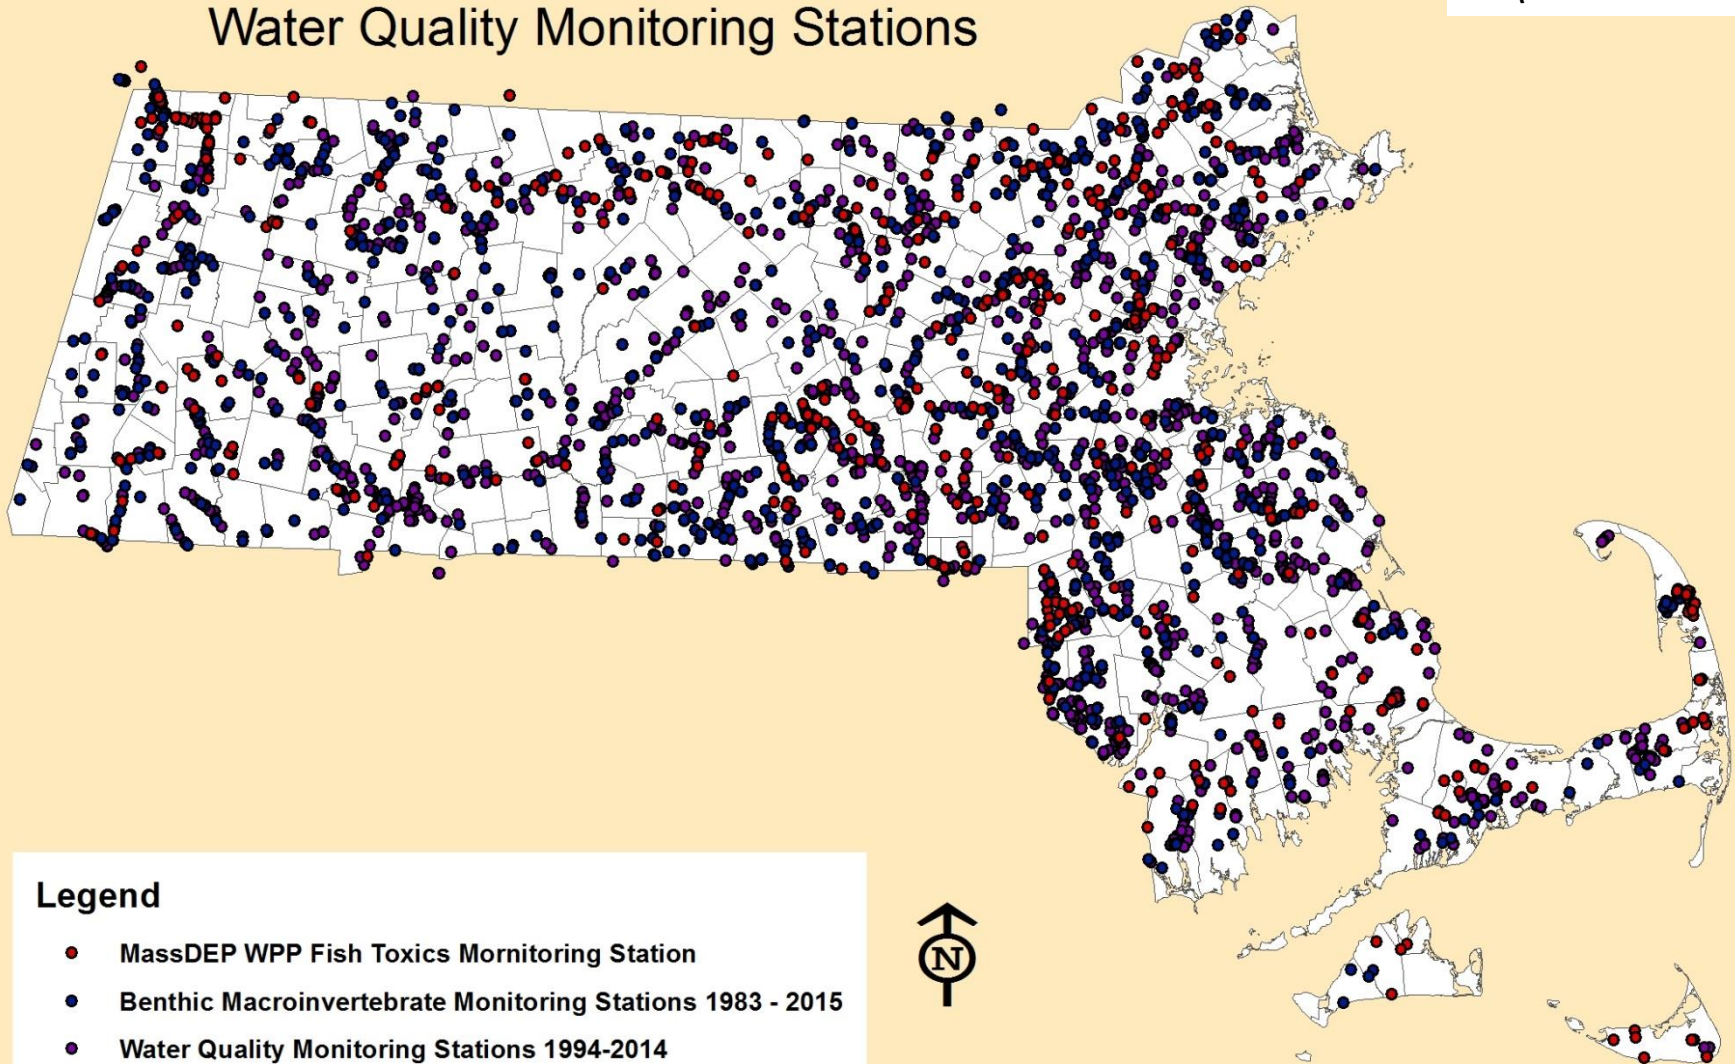 Water Quality Monitoring Stations
N
Legend
MassDEP WPP Fish Toxics Mornitoring Station
Benthic Macroinvertebrate Monitoring Stations 1983 - 2015
Water Quality Monitoring Stations 1994-2014